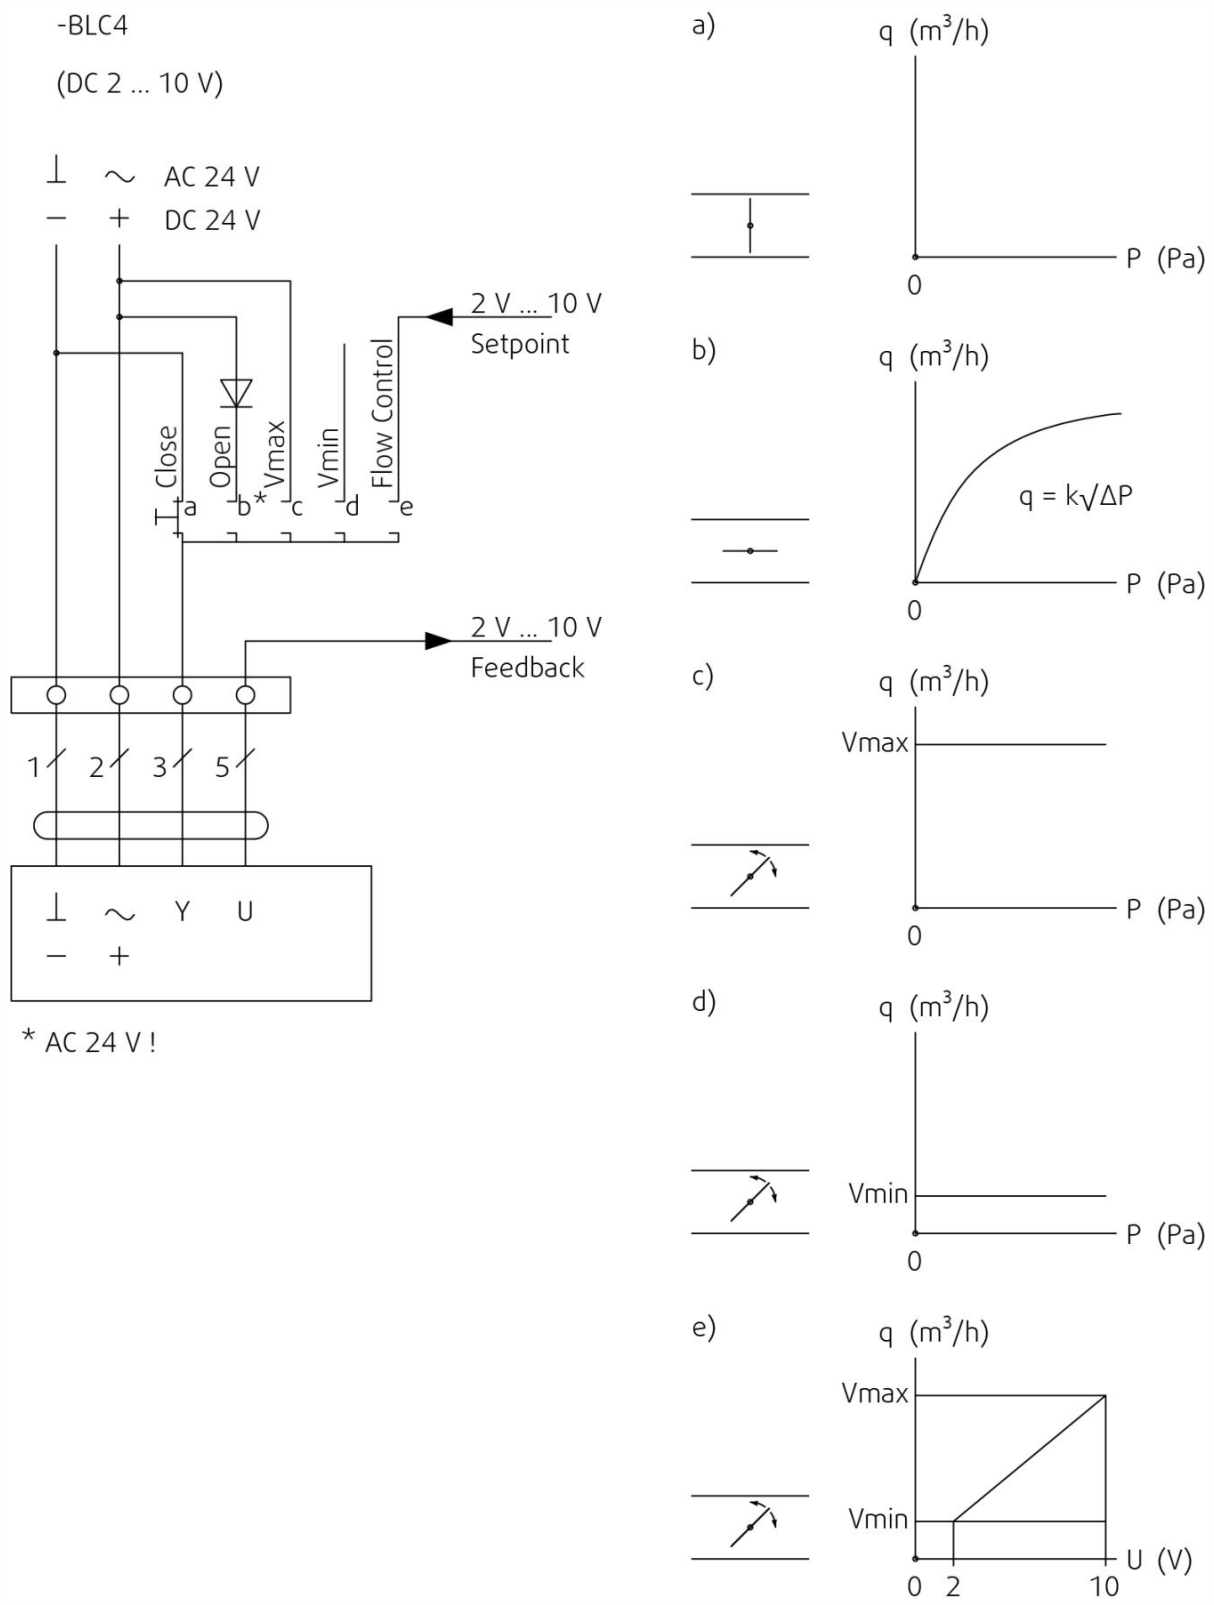 -BLC4
(DC 2 ... 10 V)
⊥ ~ AC 24 V
− + DC 24 V
2 V ... 10 V
Setpoint
Close
Open
Vmax
Vmin
Flow Control
a b* c d e
2 V ... 10 V
Feedback
1 2 3 5
⊥ ~ Y U
− +
* AC 24 V !
a)
q (m³/h)
P (Pa)
0
b)
q (m³/h)
q = k√ΔP
P (Pa)
0
c)
q (m³/h)
Vmax
P (Pa)
0
d)
q (m³/h)
Vmin
P (Pa)
0
e)
q (m³/h)
Vmax
Vmin
U (V)
0 2 10